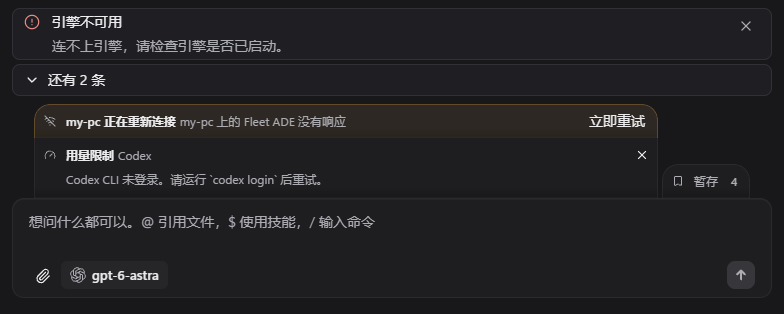 引擎不可用
连不上引擎，请检查引擎是否已启动。
还有 2 条
my-pc 正在重新连接 my-pc 上的 Fleet ADE 没有响应 立即重试
用量限制 Codex
Codex CLI 未登录。请运行 `codex login` 后重试。
暂存 4
想问什么都可以。@ 引用文件，$ 使用技能，/ 输入命令
gpt-6-astra